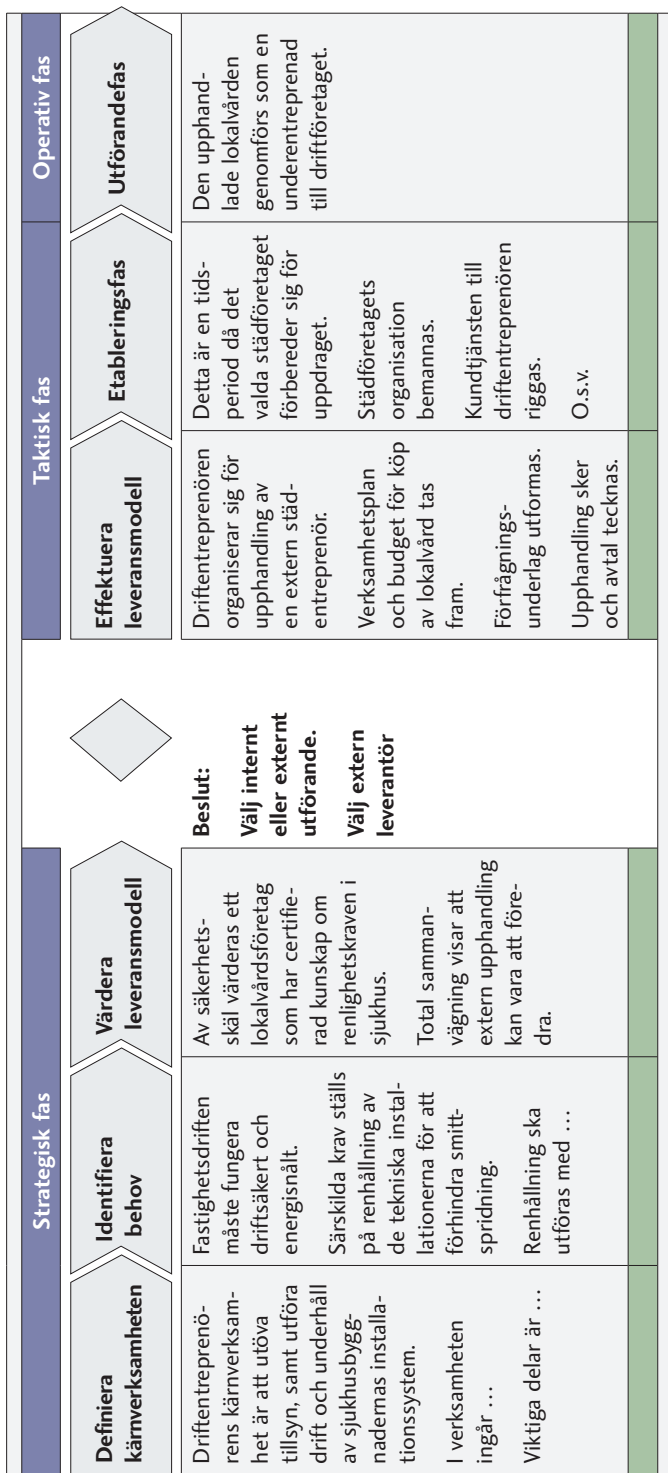 Strategisk fas
Taktisk fas
Operativ fas
Definiera
kärnverksamheten
Identifiera
behov
Värdera
leveransmodell
Effektuera
leveransmodell
Etableringsfas
Utförandefas
Driftentreprenö-
rens kärnverksam-
het är att utöva
tillsyn, samt utföra
drift och underhåll
av sjukhusbygg-
nadernas installa-
tionssystem.
I verksamheten
ingår …
Viktiga delar är …
Fastighetsdriften
måste fungera
driftsäkert och
energisnålt.
Särskilda krav ställs
på renhållning av
de tekniska instal-
lationerna för att
förhindra smitt-
spridning.
Renhållning ska
utföras med …
Av säkerhets-
skäl värderas ett
lokalvårdsföretag
som har certifie-
rad kunskap om
renlighetskraven i
sjukhus.
Total samman-
vägning visar att
extern upphandling
kan vara att före-
dra.
Beslut:
Välj internt
eller externt
utförande.
Välj extern
leverantör
Driftentreprenören
organiserar sig för
upphandling av
en extern städ-
entreprenör.
Verksamhetsplan
och budget för köp
av lokalvård tas
fram.
Förfrågnings-
underlag utformas.
Upphandling sker
och avtal tecknas.
Detta är en tids-
period då det
valda städföretaget
förbereder sig för
uppdraget.
Städföretagets
organisation
bemannas.
Kundtjänsten till
driftentreprenören
riggas.
O.s.v.
Den upphand-
lade lokalvården
genomförs som en
underentreprenad
till driftföretaget.